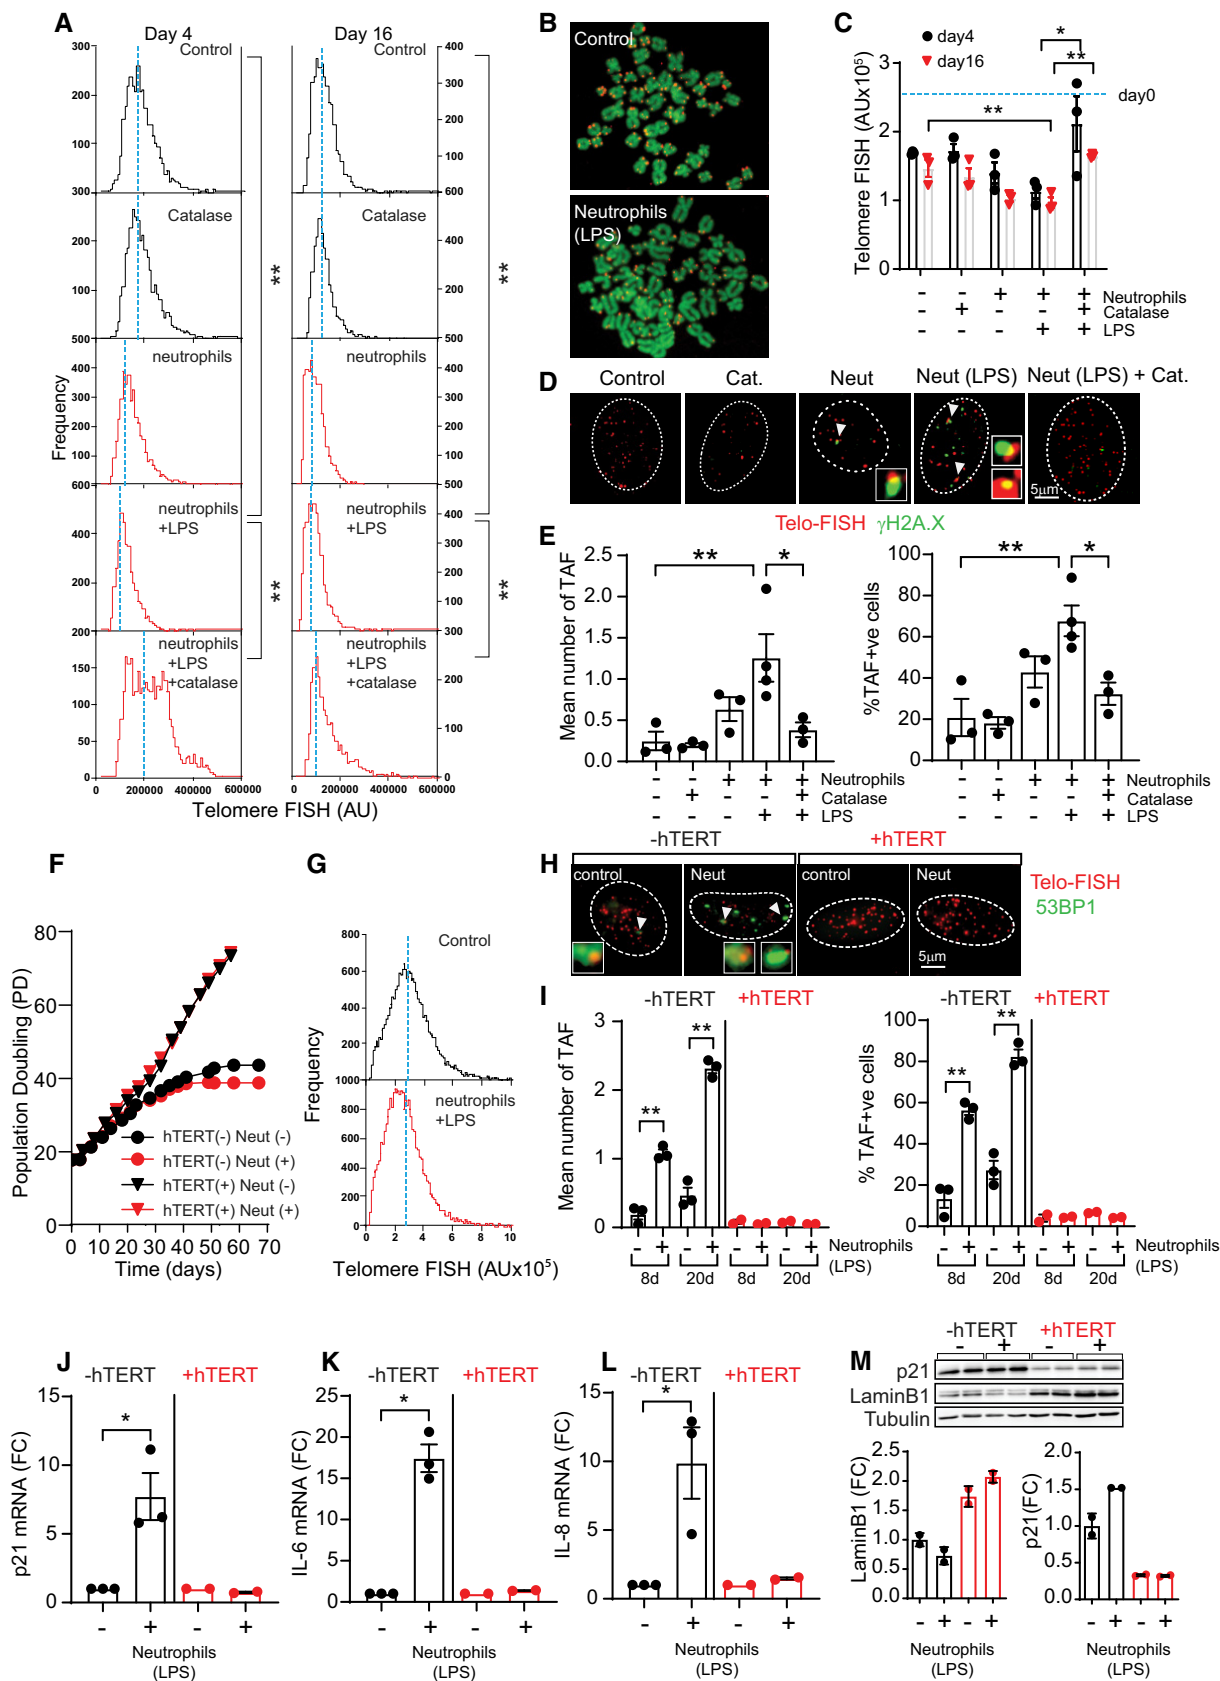 A
Day 4
Day 16
Control
Control
300
200
100
300
400
300
200
100
600
Catalase
Catalase
200
100
500
400
200
500
**
**
neutrophils
neutrophils
400
300
200
100
600
400
300
200
100
500
Frequency
neutrophils
+LPS
neutrophils
+LPS
400
200
200
400
300
200
100
300
**
**
neutrophils
+LPS
+catalase
neutrophils
+LPS
+catalase
150
100
50
0
200
100
0
0 200000 400000 600000
0 200000 400000 600000
Telomere FISH (AU)
B
Control
Neutrophils
(LPS)
C
day4
day16
*
**
**
day0
Telomere FISH (AUx10⁵)
3
2
1
0
- - + + + Neutrophils
- + - - + Catalase
- - - + + LPS
D
Control
Cat.
Neut
Neut (LPS)
Neut (LPS) + Cat.
5μm
Telo-FISH γH2A.X
E
Mean number of TAF
2.5
2.0
1.5
1.0
0.5
0.0
** *
- - + + + Neutrophils
- + - - + Catalase
- - - + + LPS
%TAF+ve cells
100
80
60
40
20
0
** *
- - + + + Neutrophils
- + - - + Catalase
- - - + + LPS
F
Population Doubling (PD)
80
60
40
20
0
hTERT(-) Neut (-)
hTERT(-) Neut (+)
hTERT(+) Neut (-)
hTERT(+) Neut (+)
0 10 20 30 40 50 60 70
Time (days)
G
Control
800
600
400
200
1000
neutrophils
+LPS
800
600
400
200
0
Frequency
0 2 4 6 8 10
Telomere FISH (AUx10⁵)
H
-hTERT
+hTERT
control
Neut
control
Neut
5μm
Telo-FISH
53BP1
I
-hTERT
+hTERT
Mean number of TAF
3
2
1
0
** **
- + - + - + - + Neutrophils
(LPS)
8d 20d 8d 20d
-hTERT
+hTERT
% TAF+ve cells
100
80
60
40
20
0
** **
- + - + - + - + Neutrophils
(LPS)
8d 20d 8d 20d
J
-hTERT
+hTERT
p21 mRNA (FC)
15
10
5
0
*
- + - +
Neutrophils
(LPS)
K
-hTERT
+hTERT
IL-6 mRNA (FC)
25
20
15
10
5
0
*
- + - +
Neutrophils
(LPS)
L
-hTERT
+hTERT
IL-8 mRNA (FC)
15
10
5
0
*
- + - +
Neutrophils
(LPS)
M
-hTERT
+hTERT
- + - +
p21
LaminB1
Tubulin
LaminB1 (FC)
2.5
2.0
1.5
1.0
0.5
0.0
- + - +
Neutrophils
(LPS)
p21(FC)
2.0
1.5
1.0
0.5
0.0
- + - +
Neutrophils
(LPS)